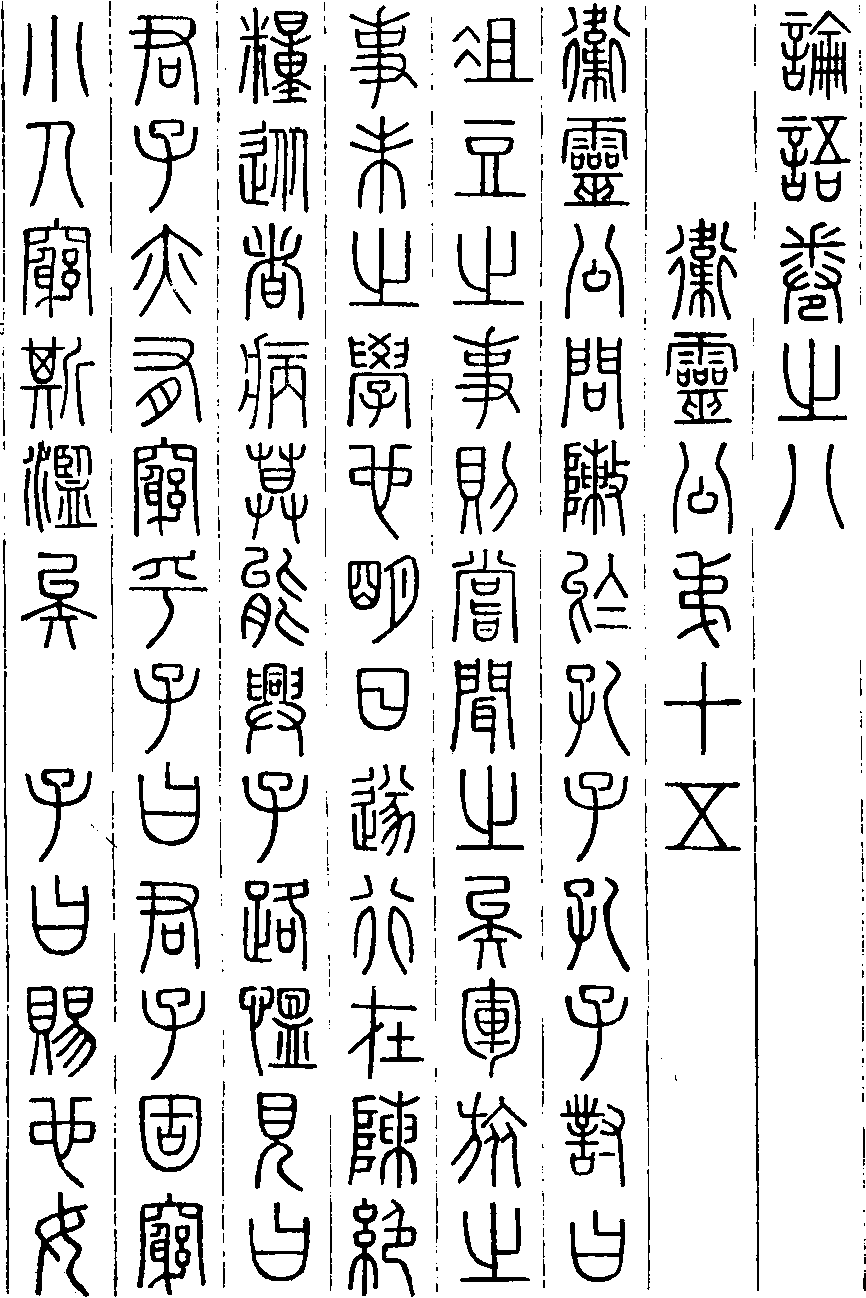 論語卷之八
衛靈公弟十五
衛靈公問敶於孔子孔子對曰
俎豆之事則嘗聞之矣軍旅之
事未之學也明日遂行在陳絕
糧從者病莫能興子路慍見曰
君子亦有窮乎子曰君子固窮
小人窮斯濫矣　子曰賜也女